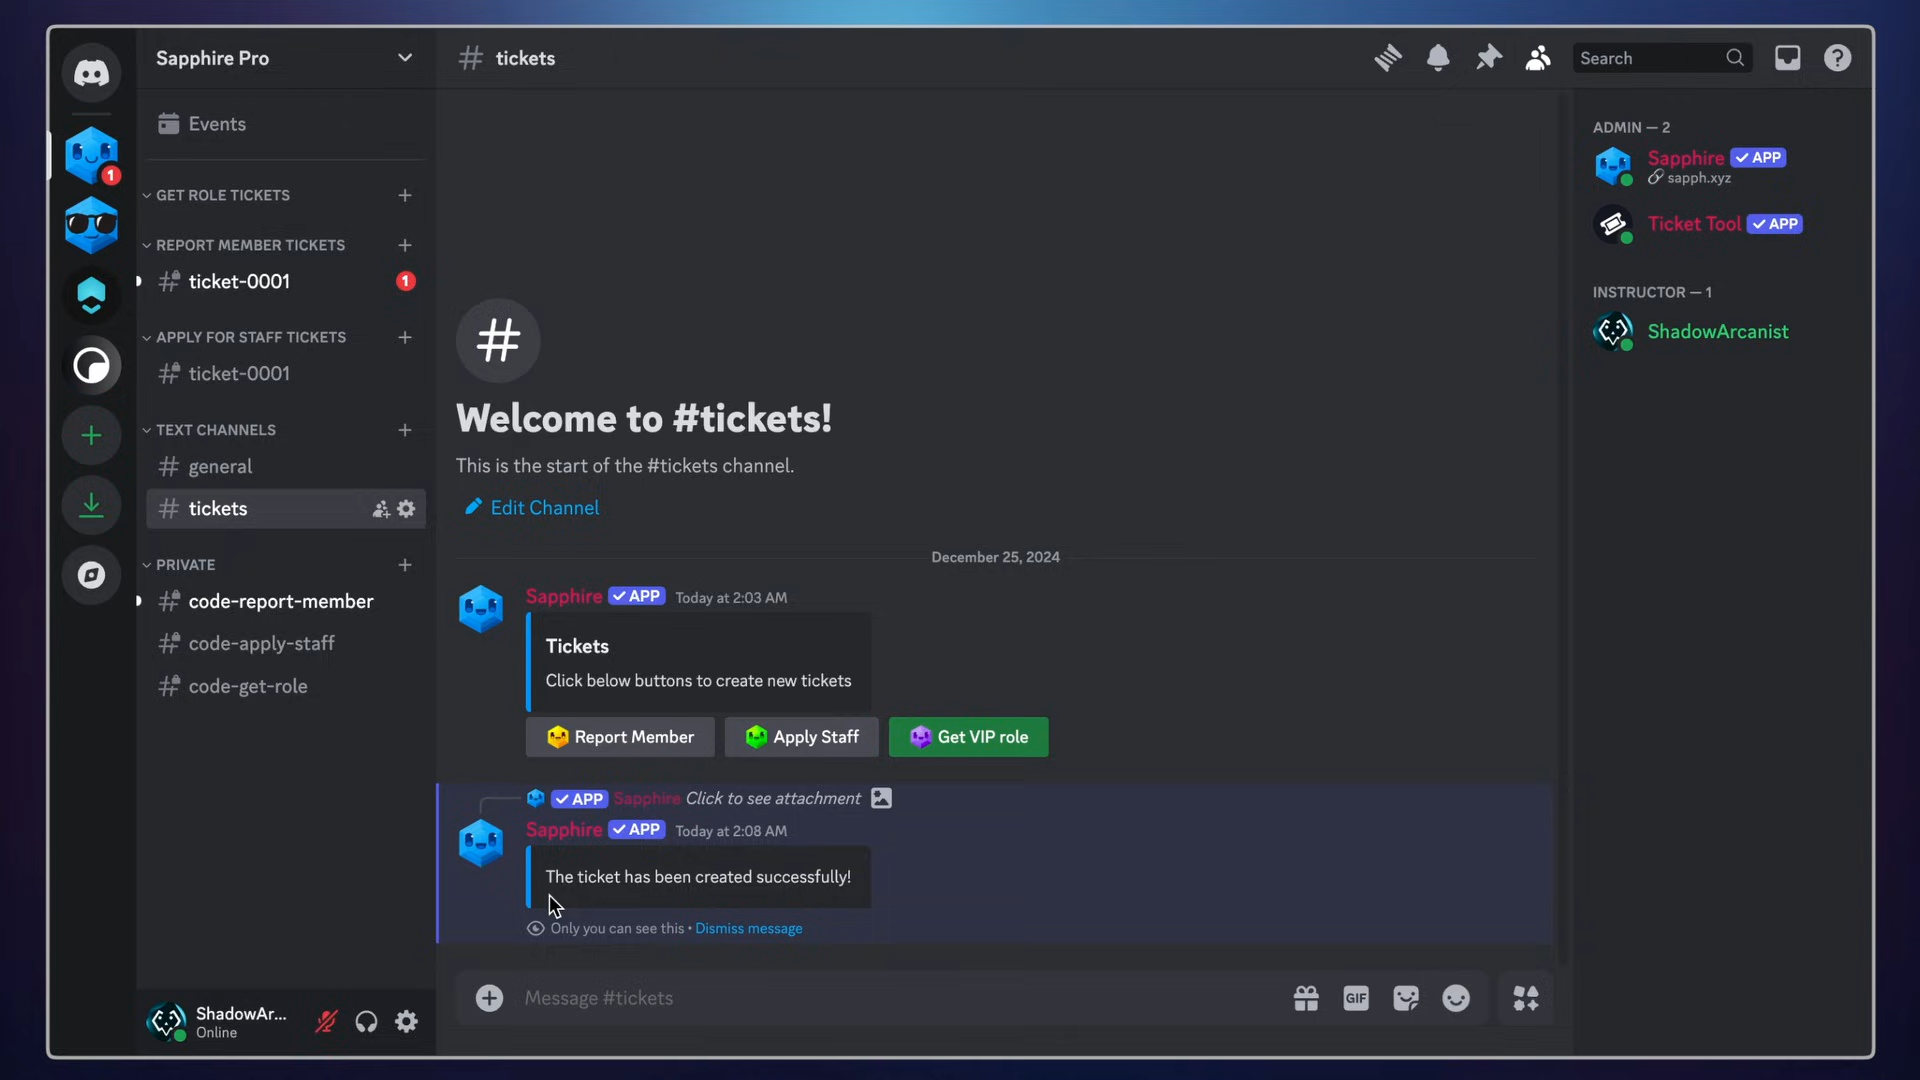 Sapphire Pro
Events
GET ROLE TICKETS
REPORT MEMBER TICKETS
ticket-0001
1
APPLY FOR STAFF TICKETS
ticket-0001
TEXT CHANNELS
general
tickets
PRIVATE
code-report-member
code-apply-staff
code-get-role
1
ShadowAr...
Online
# tickets
Search
Welcome to #tickets!
This is the start of the #tickets channel.
Edit Channel
December 25, 2024
Sapphire ✓ APP Today at 2:03 AM
Tickets
Click below buttons to create new tickets
Report Member
Apply Staff
Get VIP role
✓ APP Sapphire Click to see attachment
Sapphire ✓ APP Today at 2:08 AM
The ticket has been created successfully!
Only you can see this • Dismiss message
Message #tickets
GIF
ADMIN — 2
Sapphire ✓ APP
sapph.xyz
Ticket Tool ✓ APP
INSTRUCTOR — 1
ShadowArcanist